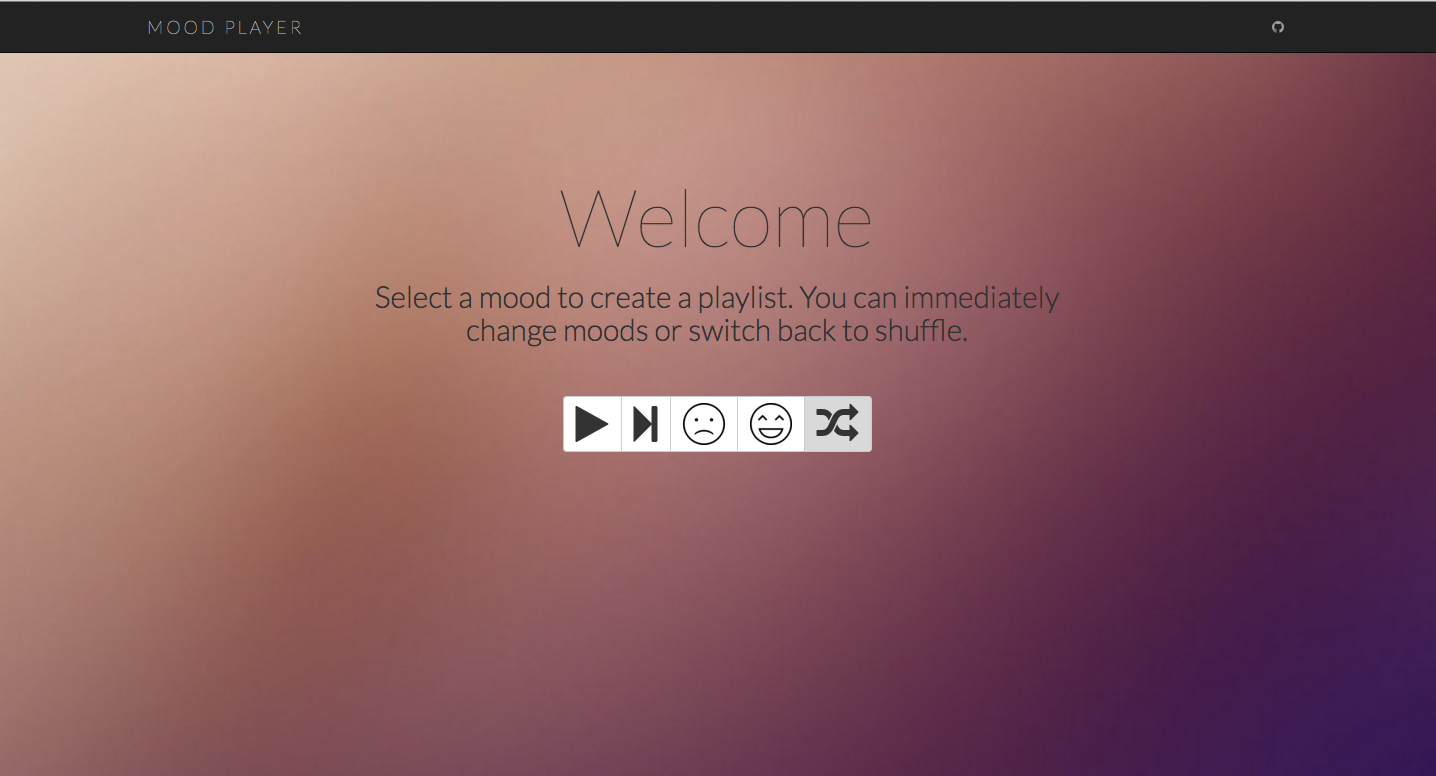 MOOD PLAYER
Welcome
Select a mood to create a playlist. You can immediately
change moods or switch back to shuffle.